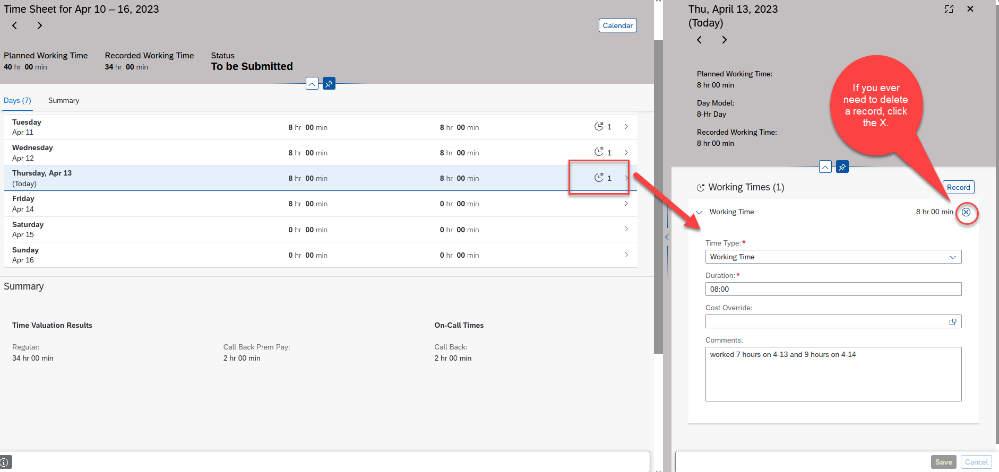 Time Sheet for Apr 10 – 16, 2023
Calendar
Planned Working Time
40 hr 00 min
Recorded Working Time
34 hr 00 min
Status
To be Submitted
Days (7)
Summary
Tuesday
Apr 11
8 hr 00 min
8 hr 00 min
1
Wednesday
Apr 12
8 hr 00 min
8 hr 00 min
1
Thursday, Apr 13
(Today)
8 hr 00 min
8 hr 00 min
1
Friday
Apr 14
8 hr 00 min
0 hr 00 min
Saturday
Apr 15
0 hr 00 min
0 hr 00 min
Sunday
Apr 16
0 hr 00 min
0 hr 00 min
Summary
Time Valuation Results
Regular:
34 hr 00 min
Call Back Prem Pay:
2 hr 00 min
On-Call Times
Call Back:
2 hr 00 min
Thu, April 13, 2023
(Today)
Planned Working Time:
8 hr 00 min
Day Model:
8-Hr Day
Recorded Working Time:
8 hr 00 min
If you ever
need to delete
a record, click
the X.
Working Times (1)
Record
Working Time
8 hr 00 min
Time Type:*
Working Time
Duration:*
08:00
Cost Override:
Comments:
worked 7 hours on 4-13 and 9 hours on 4-14
Save
Cancel